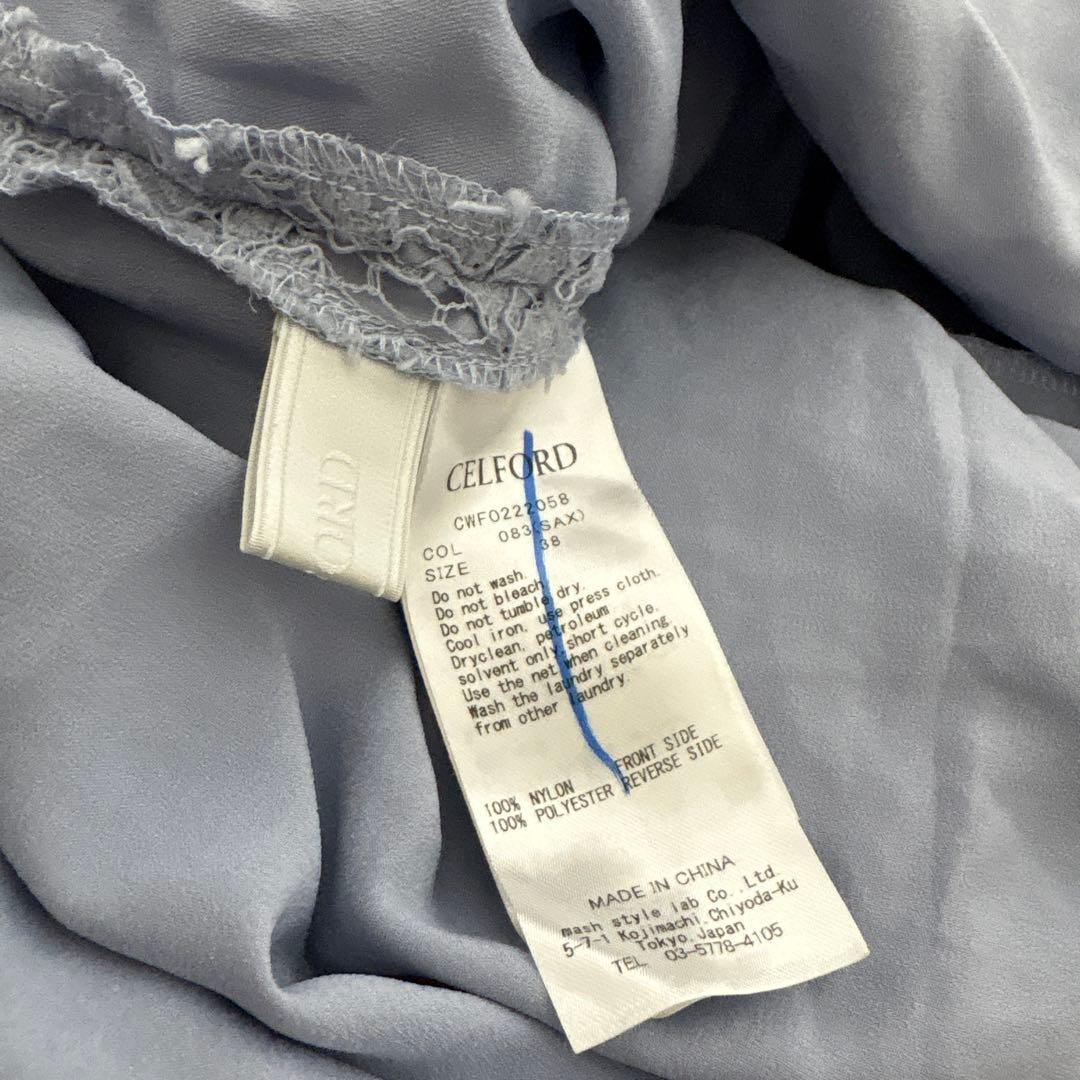 ORD
CELFORD
CWFO222058
COL 083(SAX)
SIZE 38
Do not wash.
Do not bleach.
Do not tumble dry.
Cool iron, use press cloth.
Dryclean, petroleum
solvent only,short cycle.
Use the net when cleaning.
Wash the laundry separately
from other laundry.
100% NYLON FRONT SIDE
100% POLYESTER REVERSE SIDE
MADE IN CHINA
mash style lab Co.,Ltd.
5-7-1 Kojimachi,Chiyoda-Ku
Tokyo,Japan
TEL 03-5778-4105